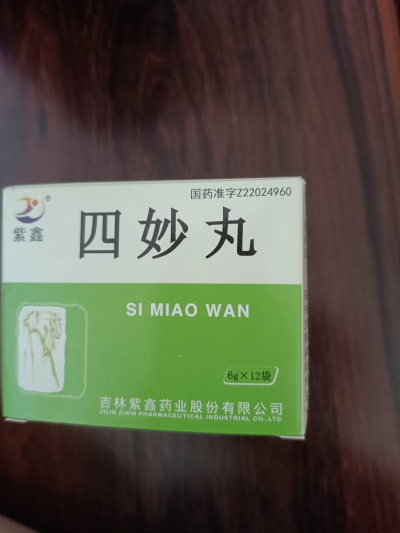 国药准字Z22024960
®
紫鑫
四妙丸
SI MIAO WAN
6g×12袋
吉林紫鑫药业股份有限公司
JILIN ZIXIN PHARMACEUTICAL INDUSTRIAL CO.,LTD